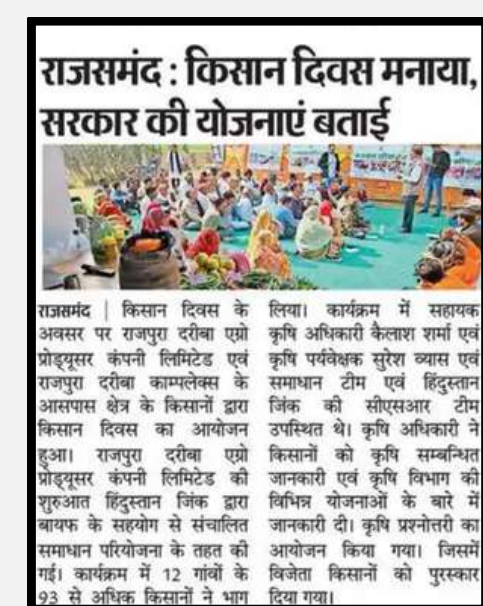 राजसमंद : किसान दिवस मनाया,
सरकार की योजनाएं बताई
राजसमंद | किसान दिवस के
अवसर पर राजपुरा दरीबा एग्रो
प्रोड्यूसर कंपनी लिमिटेड एवं
राजपुरा दरीबा काम्पलेक्स के
आसपास क्षेत्र के किसानों द्वारा
किसान दिवस का आयोजन
हुआ। राजपुरा दरीबा एग्रो
प्रोड्यूसर कंपनी लिमिटेड की
शुरुआत हिंदुस्तान जिंक द्वारा
बायफ के सहयोग से संचालित
समाधान परियोजना के तहत की
गई। कार्यक्रम में 12 गांवों के
93 से अधिक किसानों ने भाग
लिया। कार्यक्रम में सहायक
कृषि अधिकारी कैलाश शर्मा एवं
कृषि पर्यवेक्षक सुरेश व्यास एवं
समाधान टीम एवं हिंदुस्तान
जिंक की सीएसआर टीम
उपस्थित थे। कृषि अधिकारी ने
किसानों को कृषि सम्बन्धित
जानकारी एवं कृषि विभाग की
विभिन्न योजनाओं के बारे में
जानकारी दी। कृषि प्रश्नोत्तरी का
आयोजन किया गया। जिसमें
विजेता किसानों को पुरस्कार
दिया गया।